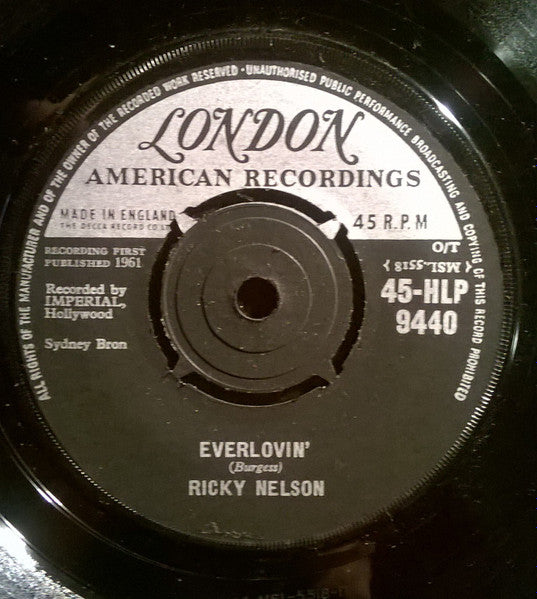 ALL RIGHTS OF THE MANUFACTURER AND OF THE OWNER OF THE RECORDED WORK RESERVED · UNAUTHORISED PUBLIC PERFORMANCE BROADCASTING AND COPYING OF THIS RECORD PROHIBITED
LONDON
AMERICAN RECORDINGS
MADE IN ENGLAND
THE DECCA RECORD CO LTD
45 R.P.M
RECORDING FIRST
PUBLISHED 1961
O/T
{ MSL.5518 }
Recorded by
IMPERIAL,
Hollywood
45-HLP
9440
Sydney Bron
EVERLOVIN'
(Burgess)
RICKY NELSON